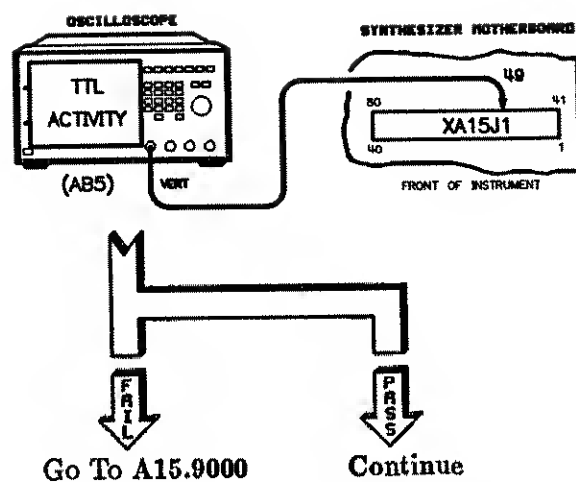 OSCILLOSCOPE
SYNTHESIZER MOTHERBOARD
TTL
ACTIVITY
49
80 41
XA15J1
40 1
(AB5)
VERT
FRONT OF INSTRUMENT
FAIL
PASS
Go To A15.9000
Continue